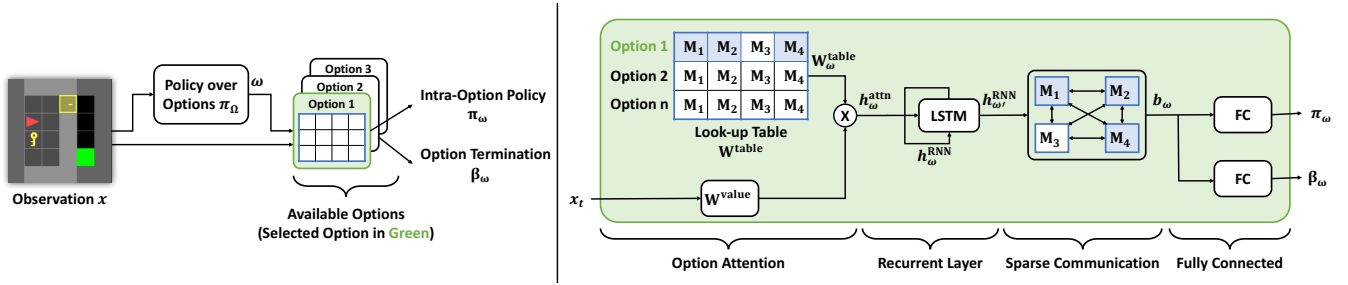 Policy over
Options π_Ω
ω
Option 3
Option 2
Option 1
Intra-Option Policy
π_ω
Option Termination
β_ω
Observation x
Available Options
(Selected Option in Green)
Option 1 M₁ M₂ M₃ M₄
Option 2 M₁ M₂ M₃ M₄
Option n M₁ M₂ M₃ M₄
Look-up Table
W^table
W_ω^table
h_ω^attn
X
LSTM
h_ω^RNN
h_ω′^RNN
M₁ M₂
M₃ M₄
b_ω
FC
π_ω
FC
β_ω
x_t
W^value
Option Attention
Recurrent Layer
Sparse Communication
Fully Connected